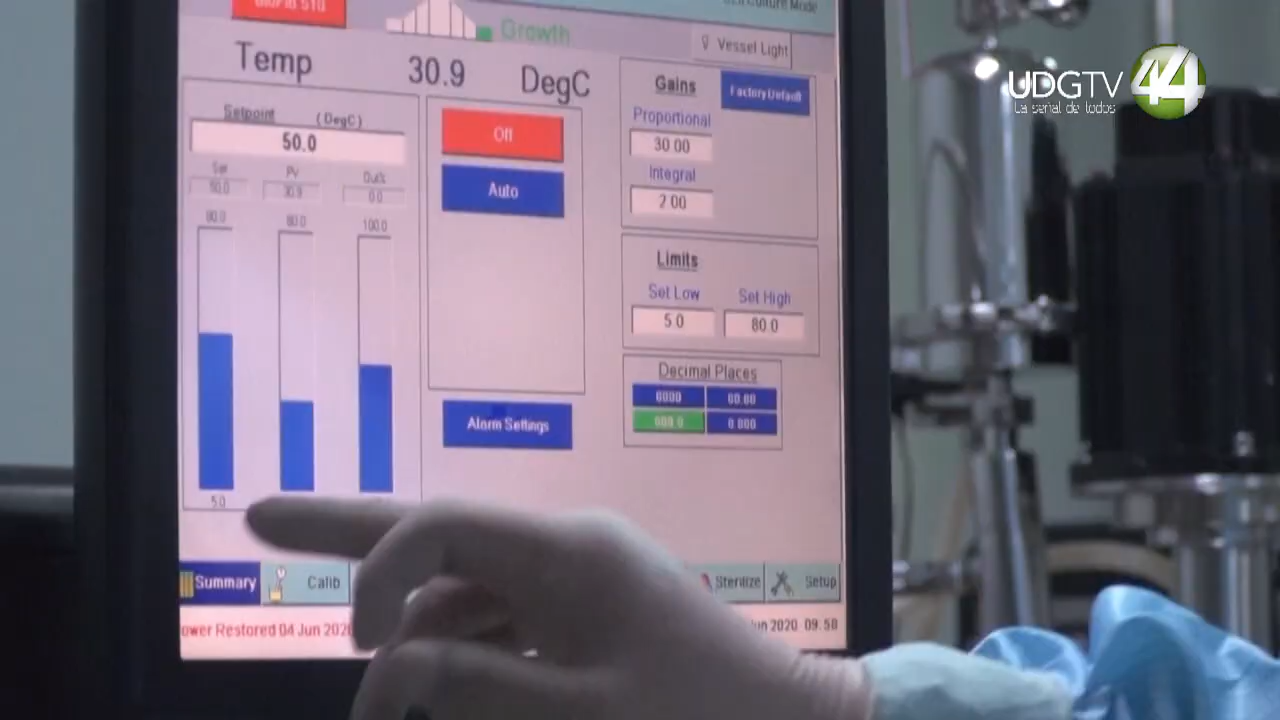 Growth
Vessel Light
UDGTV 44
La señal de todos
Temp 30.9 DegC
Gains
Factory Default
Setpoint (DegC)
50.0
Proportional
30.00
Integral
2.00
Off
Auto
Set PV Out%
50.0 30.9 0.0
80.0 80.0 100.0
Limits
Set Low Set High
5.0 80.0
Decimal Places
0000 00.00
000.0 0.000
Alarm Settings
5.0
Summary Calib Sterilize Setup
Restored 04 Jun 2020 09:58